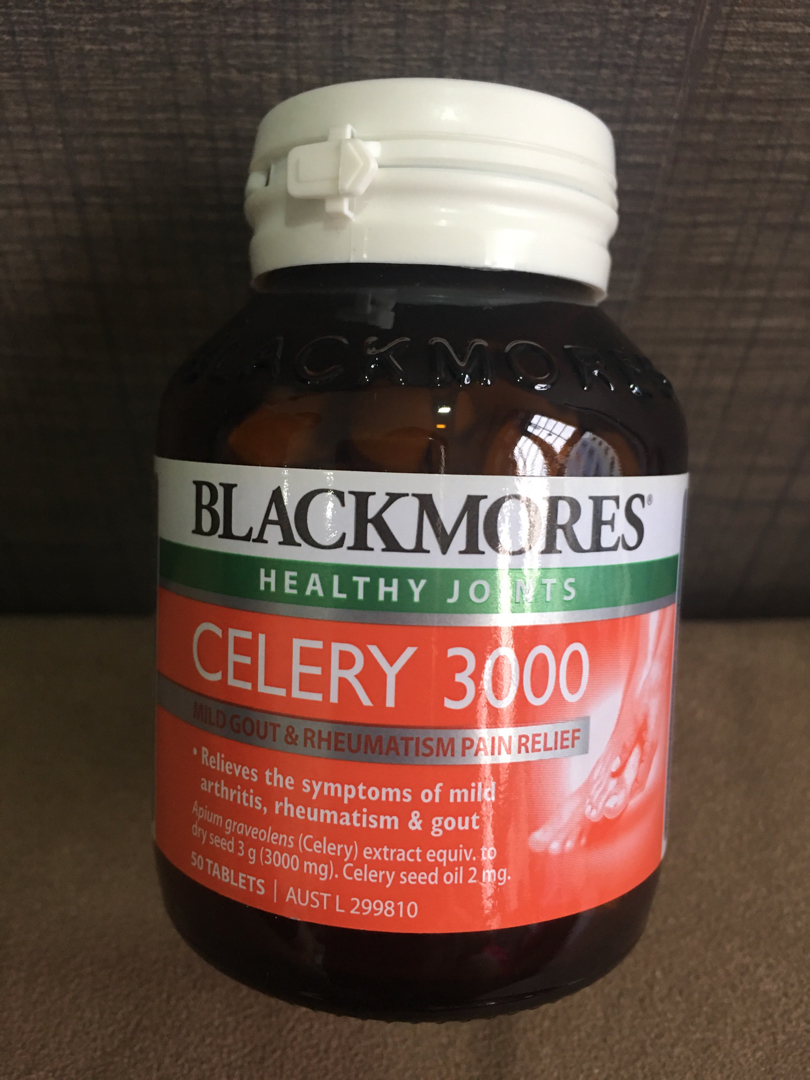 BLACKMORES
BLACKMORES®
HEALTHY JOINTS
CELERY 3000
MILD GOUT & RHEUMATISM PAIN RELIEF
• Relieves the symptoms of mild
arthritis, rheumatism & gout
Apium graveolens (Celery) extract equiv. to
dry seed 3 g (3000 mg). Celery seed oil 2 mg.
50 TABLETS | AUST L 299810